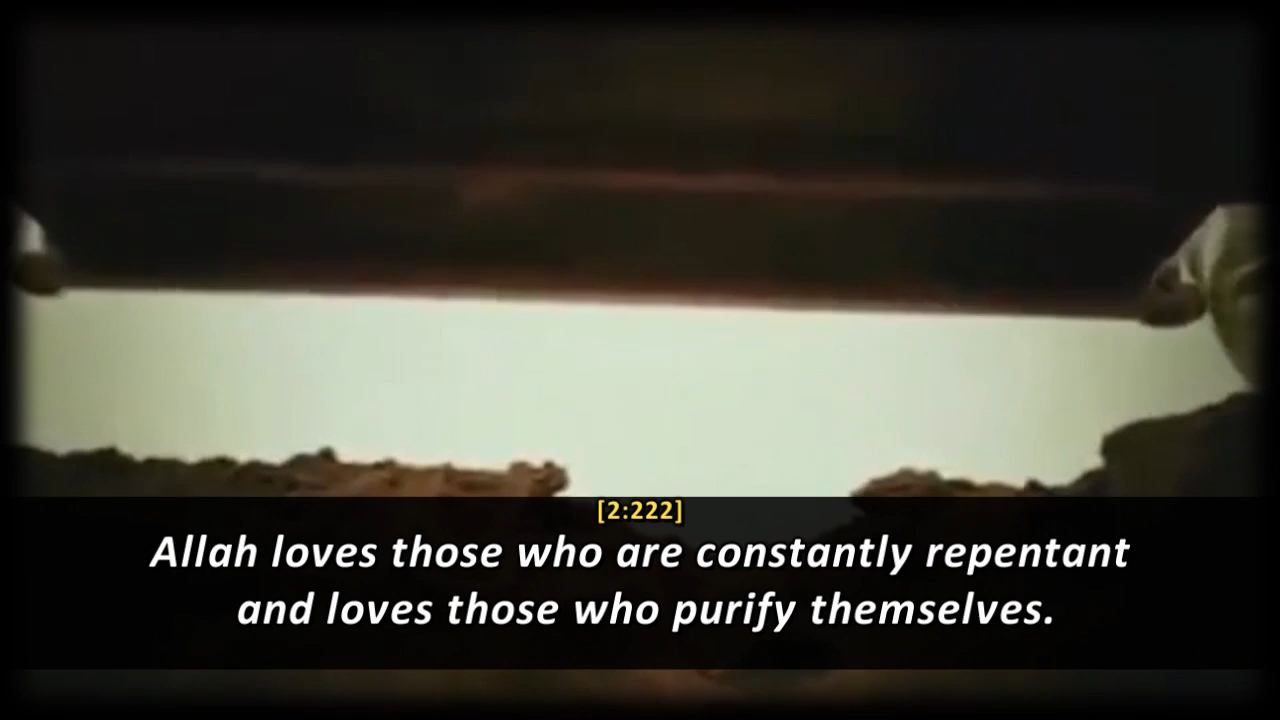 [2:222]
Allah loves those who are constantly repentant
and loves those who purify themselves.